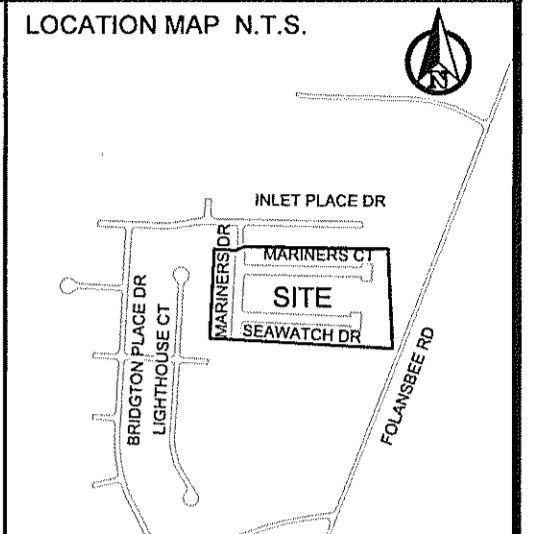 LOCATION MAP N.T.S.
N
INLET PLACE DR
MARINERS DR
MARINERS CT
SITE
SEAWATCH DR
BRIDGTON PLACE DR
LIGHTHOUSE CT
FOLANSBEE RD